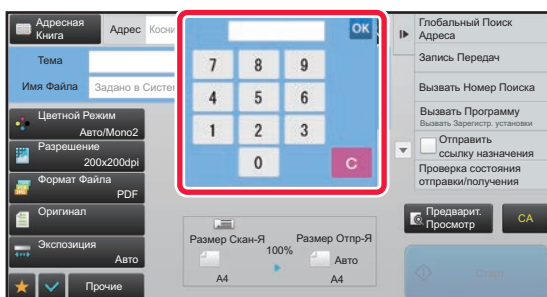 Адресная
Книга
Адрес
Косни
Тема
Имя Файла
Задано в Систем
Цветной Режим
Авто/Mono2
Разрешение
200x200dpi
Формат Файла
PDF
Оригинал
Экспозиция
Авто
Прочие
OK
7 8 9
4 5 6
1 2 3
0 C
Размер Скан-Я
100%
Размер Отпр-Я
A4
Авто
A4
Глобальный Поиск
Адреса
Запись Передач
Вызвать Номер Поиска
Вызвать Программу
Вызвать Зарегистр. установки
Отправить
ссылку назначения
Проверка состояния
отправки/получения
Предварит.
Просмотр
CA
Старт